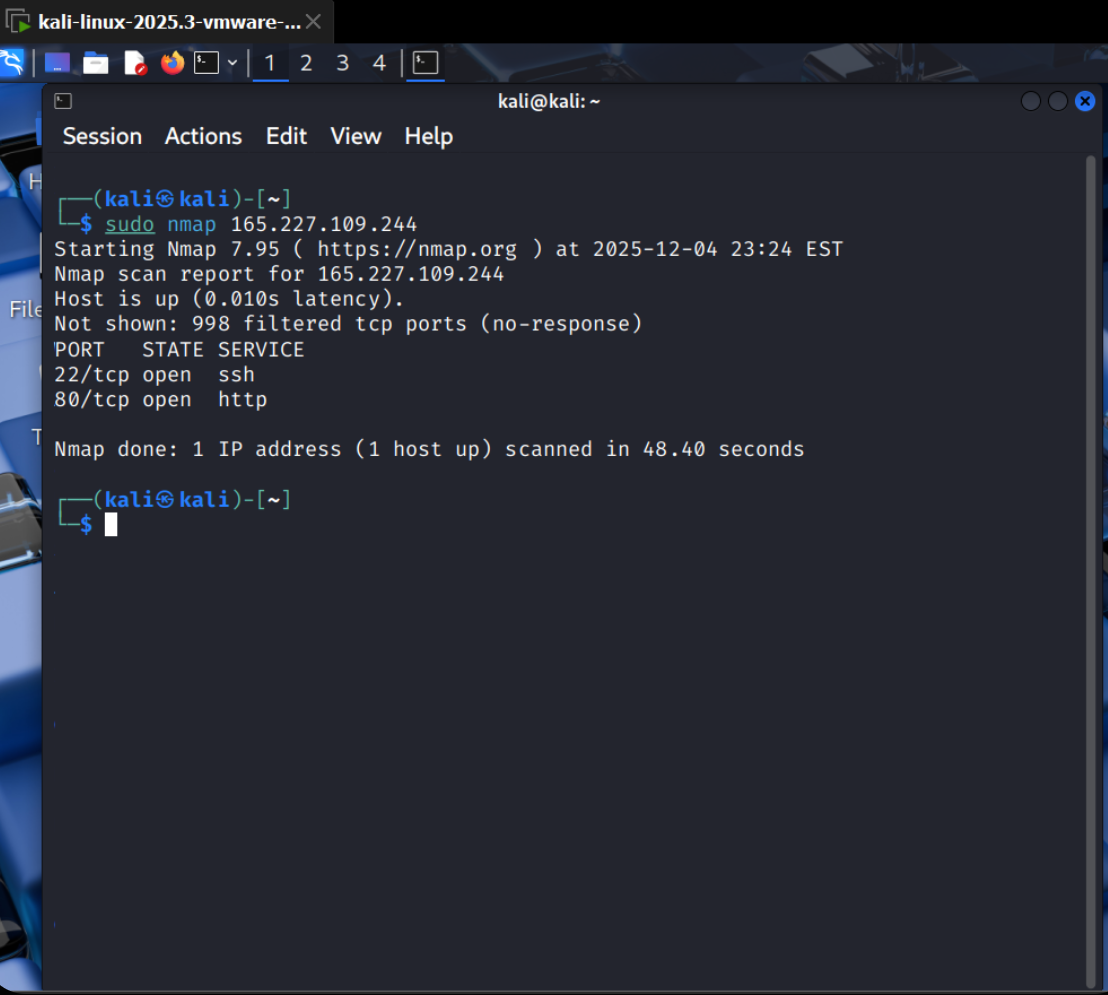 kali-linux-2025.3-vmware-...
1 2 3 4
kali@kali: ~
Session Actions Edit View Help
┌──(kali㉿kali)-[~]
└─$ sudo nmap 165.227.109.244
Starting Nmap 7.95 ( https://nmap.org ) at 2025-12-04 23:24 EST
Nmap scan report for 165.227.109.244
Host is up (0.010s latency).
Not shown: 998 filtered tcp ports (no-response)
PORT   STATE SERVICE
22/tcp open  ssh
80/tcp open  http
Nmap done: 1 IP address (1 host up) scanned in 48.40 seconds
┌──(kali㉿kali)-[~]
└─$
File